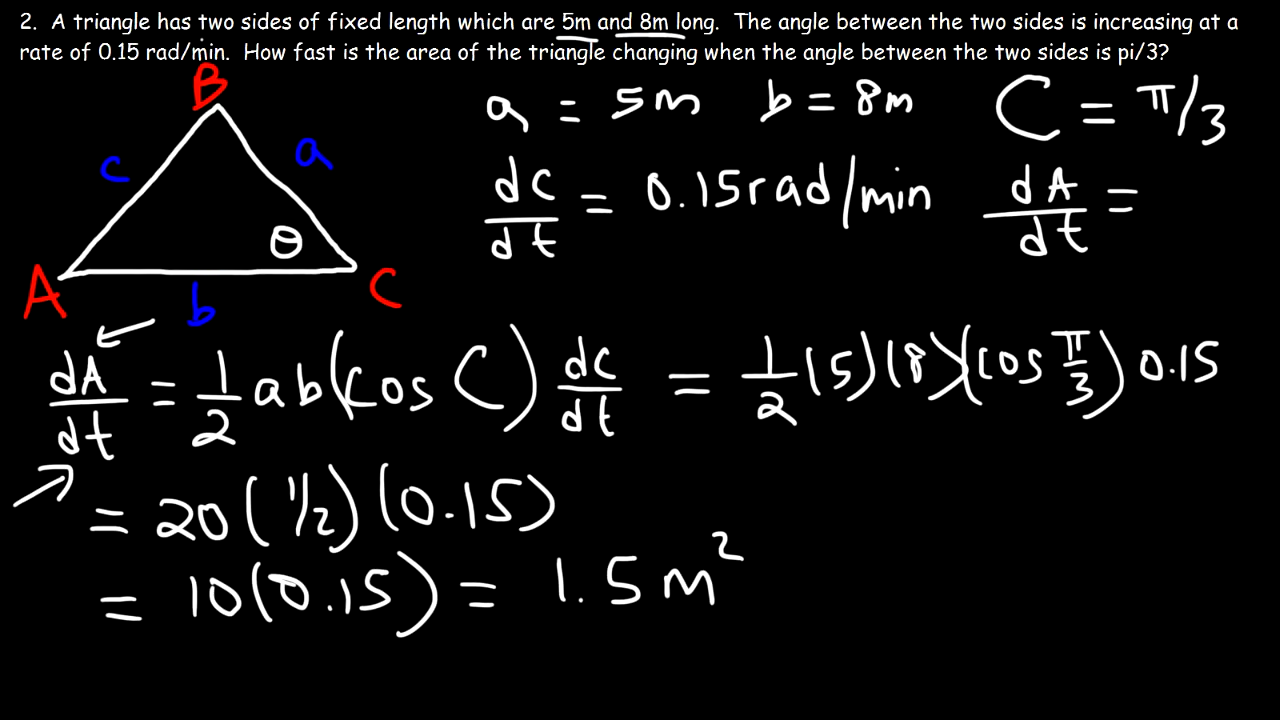 2. A triangle has two sides of fixed length which are 5m and 8m long. The angle between the two sides is increasing at a
rate of 0.15 rad/min. How fast is the area of the triangle changing when the angle between the two sides is pi/3?
a = 5m b = 8m C = π/3
dC/dt = 0.15 rad/min dA/dt =
B
c a
θ
A b C
dA/dt = 1/2 ab(cos C) dC/dt = 1/2 (5)(8)(cos π/3) 0.15
= 20 (1/2) (0.15)
= 10(0.15) = 1.5 m²